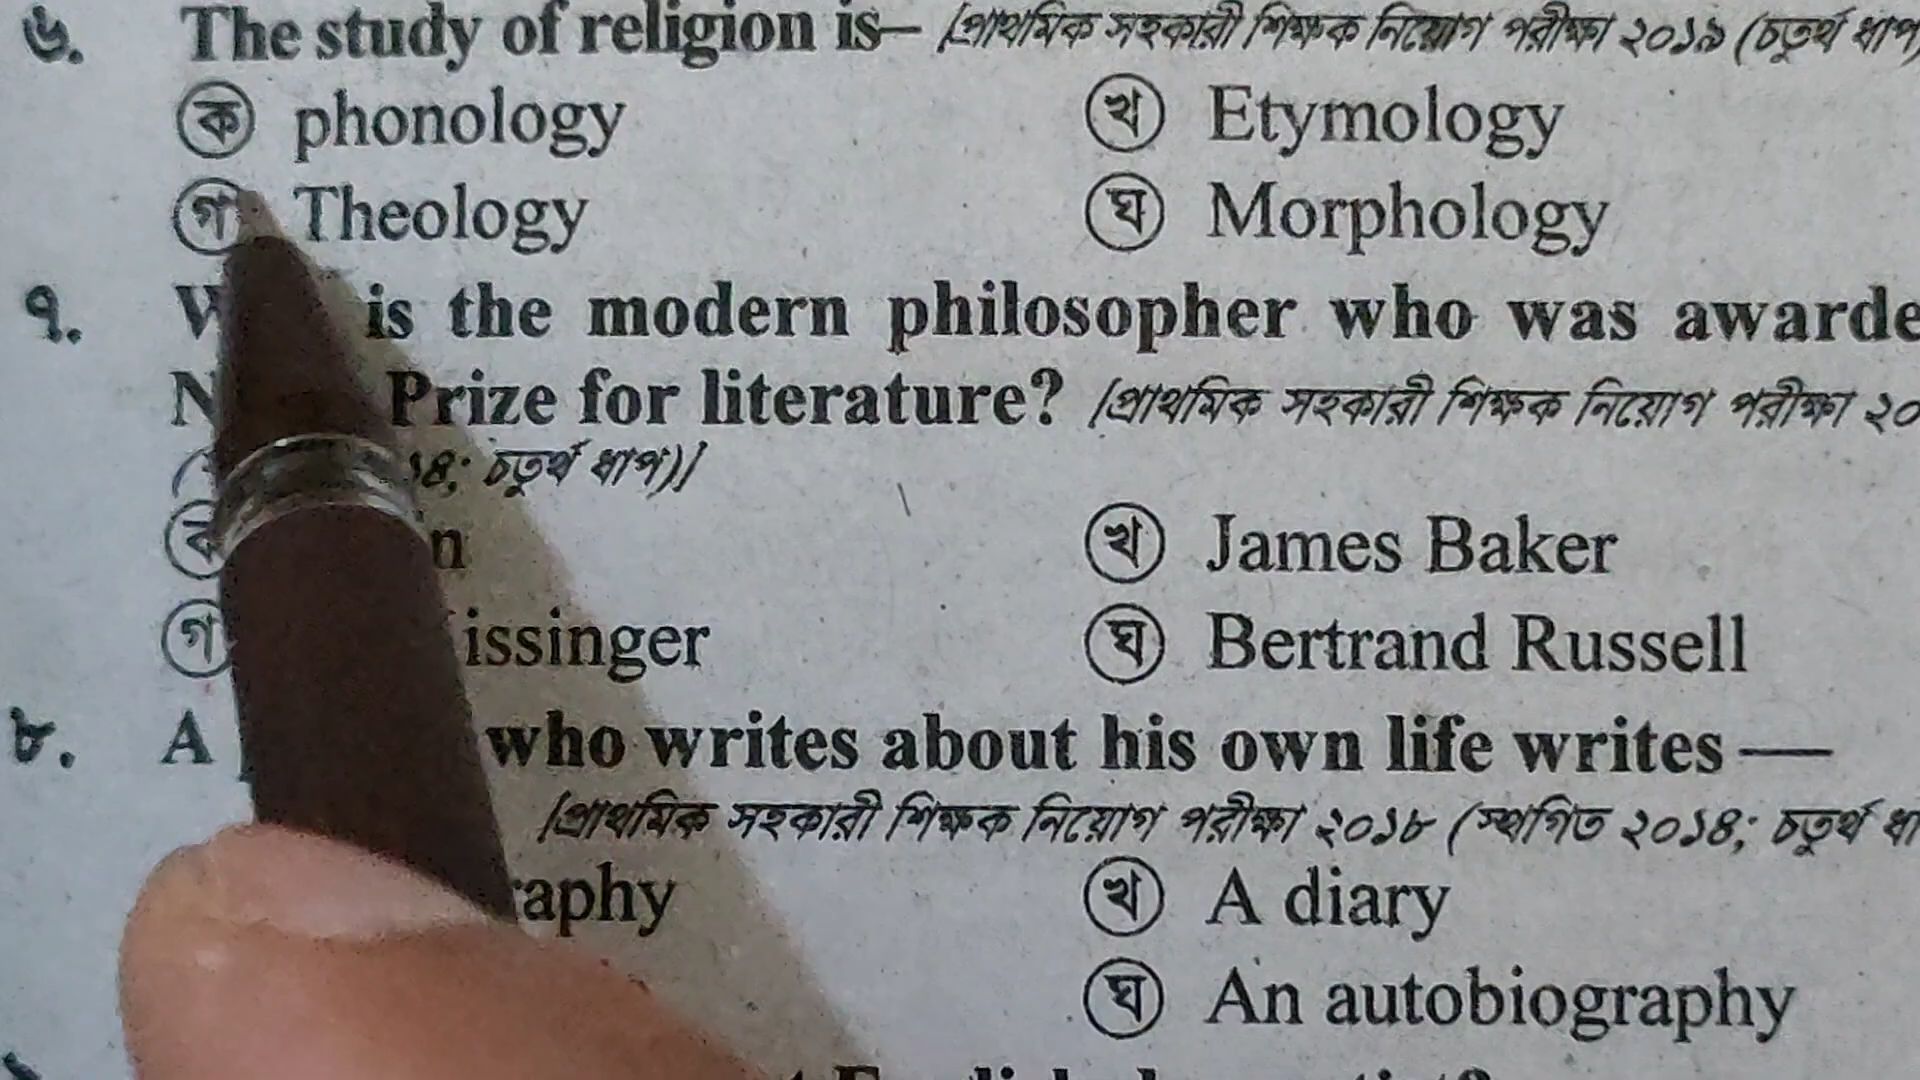 ৬. The study of religion is– [প্রাথমিক সহকারী শিক্ষক নিয়োগ পরীক্ষা ২০১৯ (চতুর্থ ধাপ)
ক phonology খ Etymology
গ Theology ঘ Morphology
৭. is the modern philosopher who was awarde
Prize for literature? [প্রাথমিক সহকারী শিক্ষক নিয়োগ পরীক্ষা ২০
১৪; চতুর্থ ধাপ)]
ক n খ James Baker
গ issinger ঘ Bertrand Russell
৮. A who writes about his own life writes —
[প্রাথমিক সহকারী শিক্ষক নিয়োগ পরীক্ষা ২০১৮ (স্থগিত ২০১৪; চতুর্থ ধা
raphy খ A diary
ঘ An autobiography